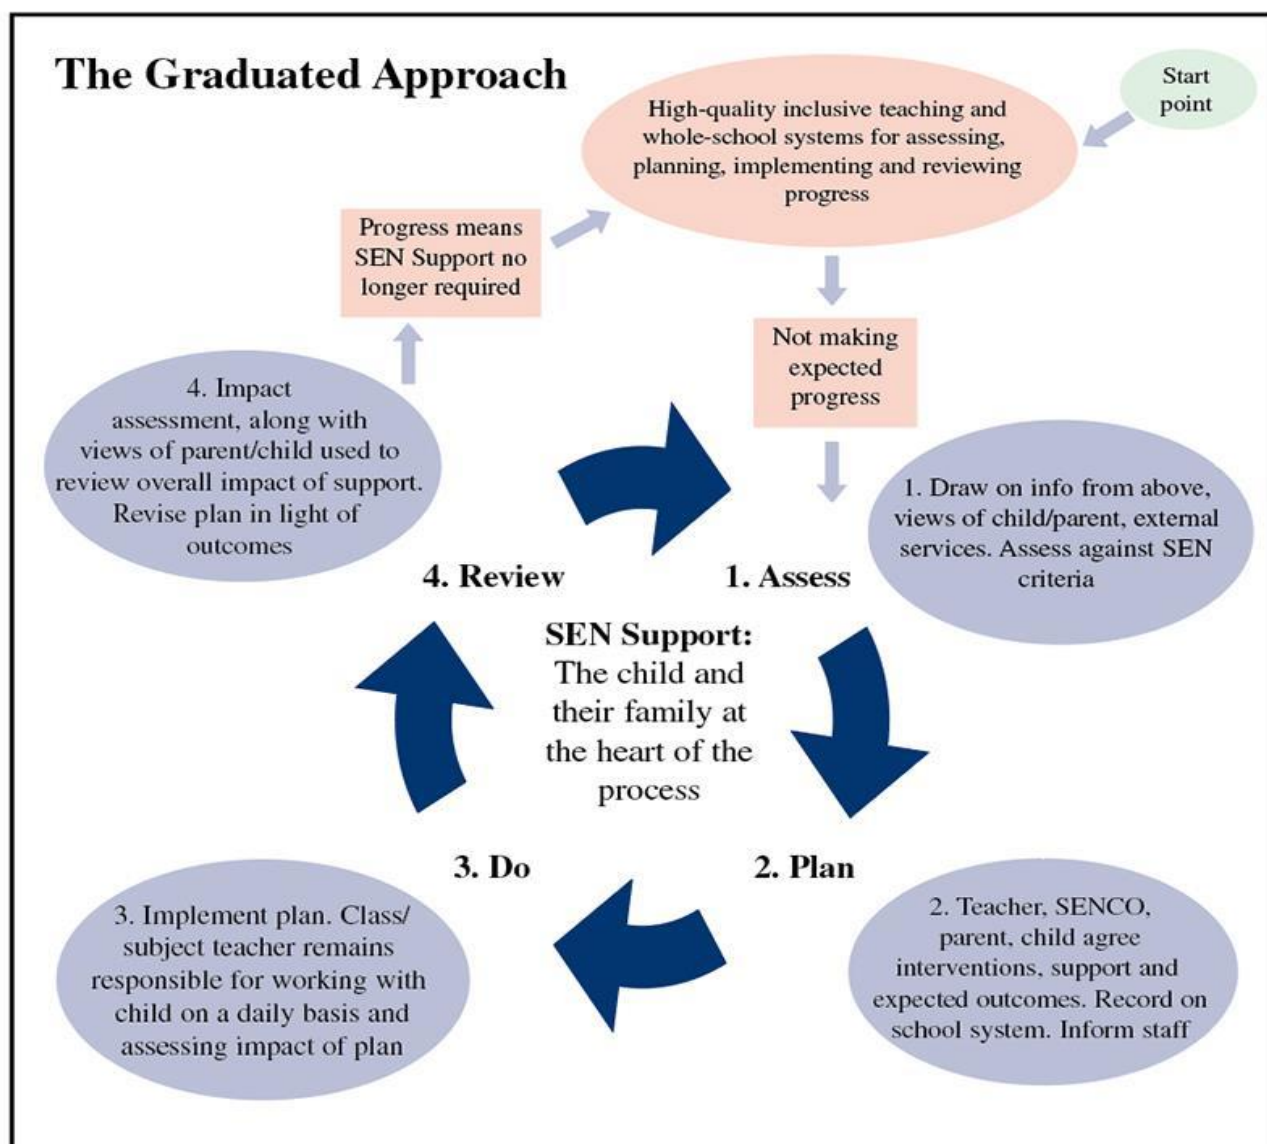 The Graduated Approach
Start
point
High-quality inclusive teaching and
whole-school systems for assessing,
planning, implementing and reviewing
progress
Progress means
SEN Support no
longer required
Not making
expected
progress
4. Impact
assessment, along with
views of parent/child used to
review overall impact of support.
Revise plan in light of
outcomes
1. Draw on info from above,
views of child/parent, external
services. Assess against SEN
criteria
4. Review
1. Assess
SEN Support:
The child and
their family at
the heart of the
process
3. Do
2. Plan
3. Implement plan. Class/
subject teacher remains
responsible for working with
child on a daily basis and
assessing impact of plan
2. Teacher, SENCO,
parent, child agree
interventions, support and
expected outcomes. Record on
school system. Inform staff